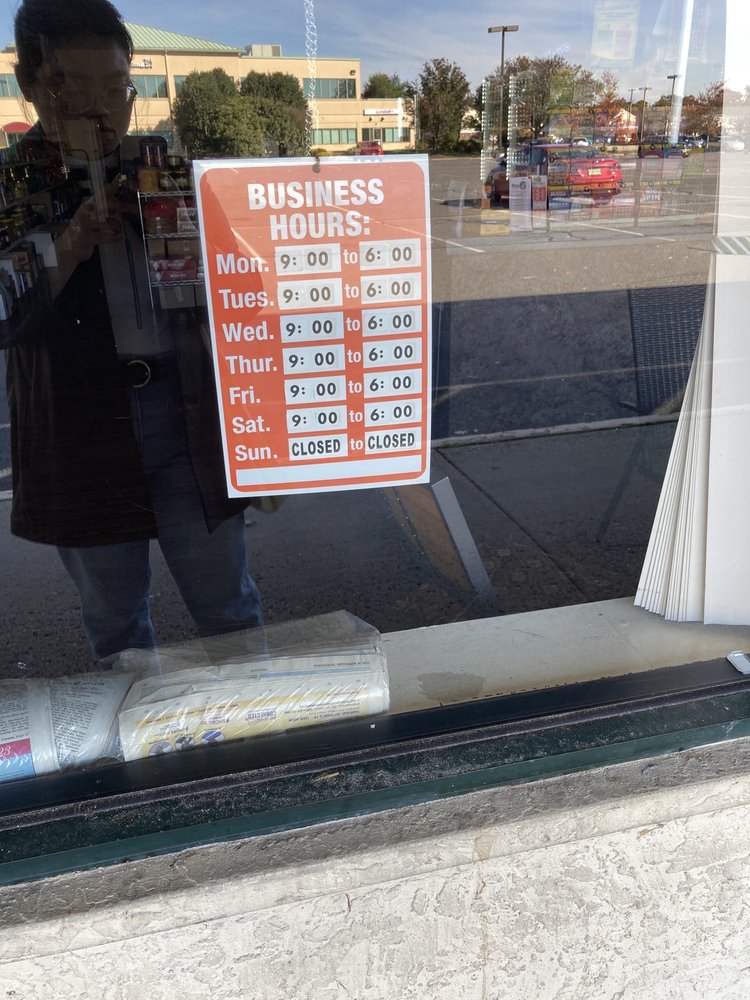 BUSINESS
HOURS:
Mon. 9: 00 to 6: 00
Tues. 9: 00 to 6: 00
Wed. 9: 00 to 6: 00
Thur. 9: 00 to 6: 00
Fri. 9: 00 to 6: 00
Sat. 9: 00 to 6: 00
Sun. CLOSED to CLOSED
CONNECTED